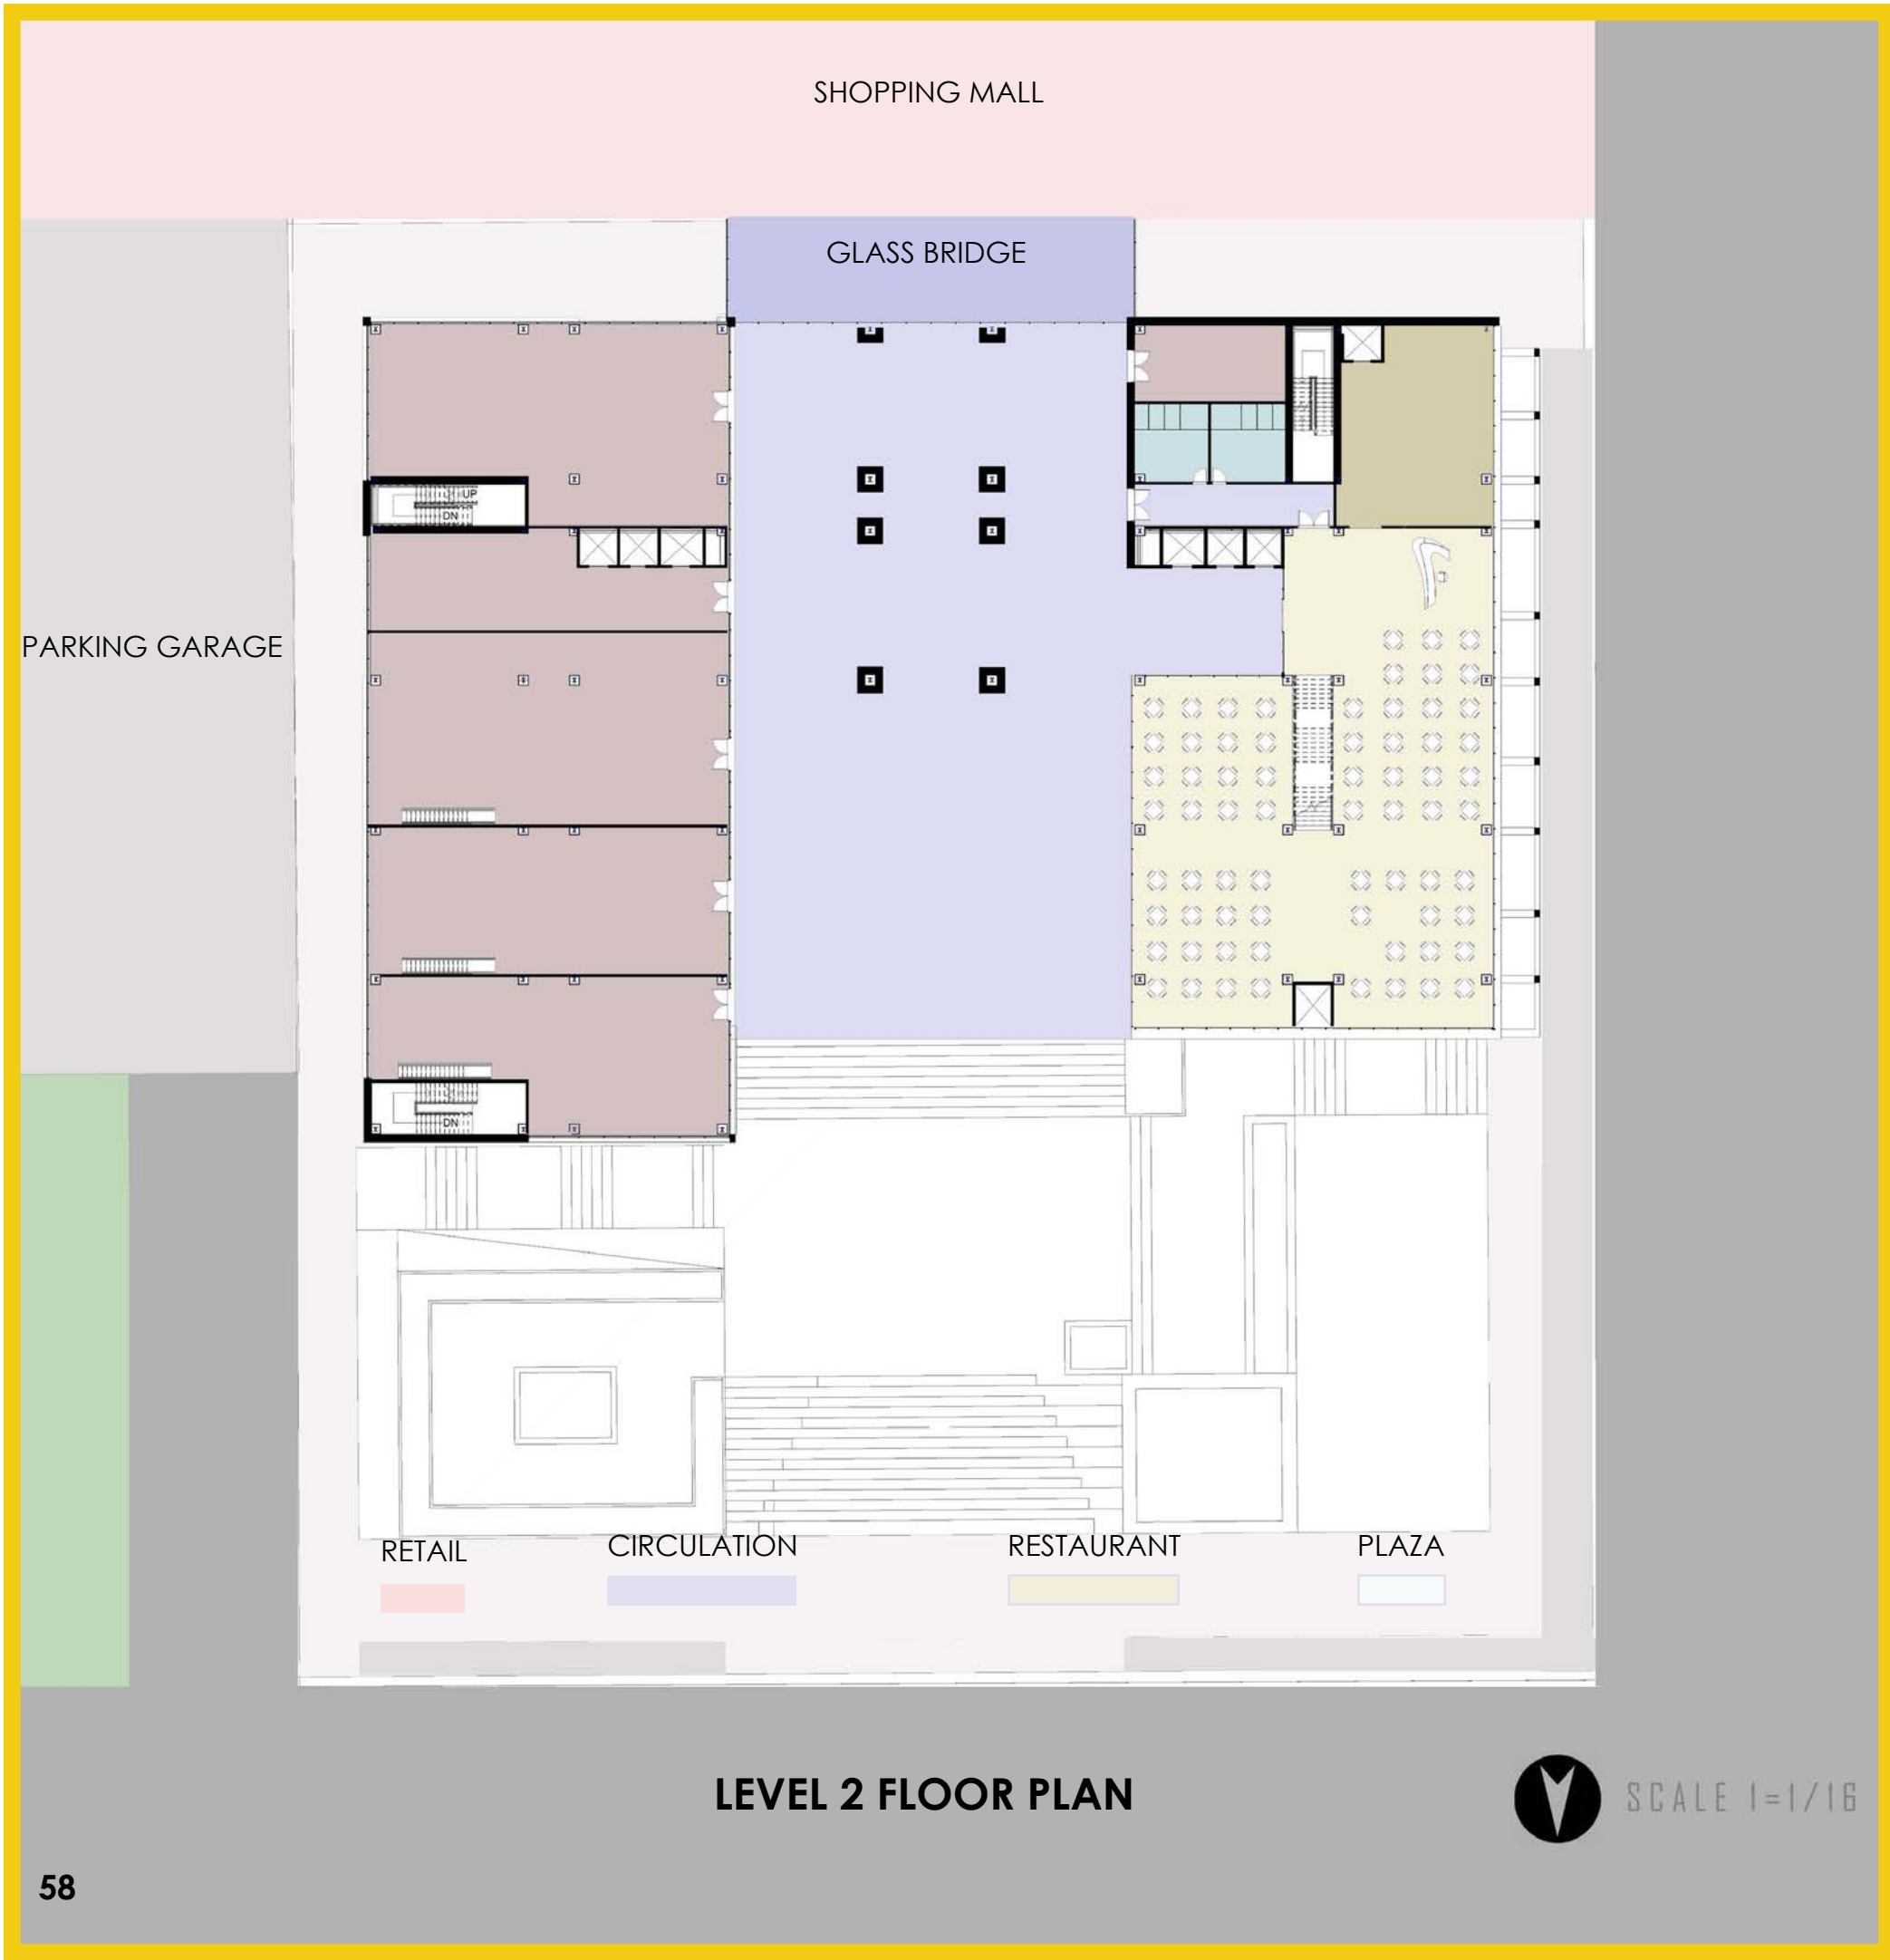 SHOPPING MALL
GLASS BRIDGE
UP
DN
PARKING GARAGE
DN
RETAIL
CIRCULATION
RESTAURANT
PLAZA
LEVEL 2 FLOOR PLAN
SCALE 1=1/16
58